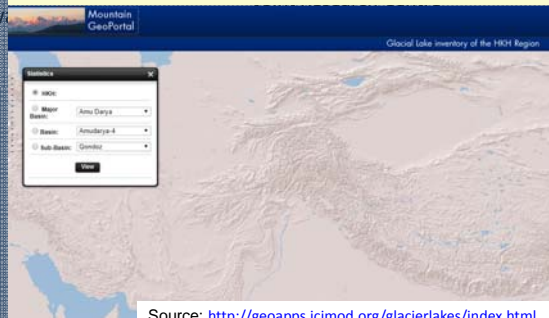 Mountain
GeoPortal
Glacial Lake inventory of the HKH Region
Statistics X
HKH:
Major
Basin: Amu Darya
Basin: Amudarya-4
Sub-Basin: Qonduz
View
Source: http://geoapps.icimod.org/glacierlakes/index.html